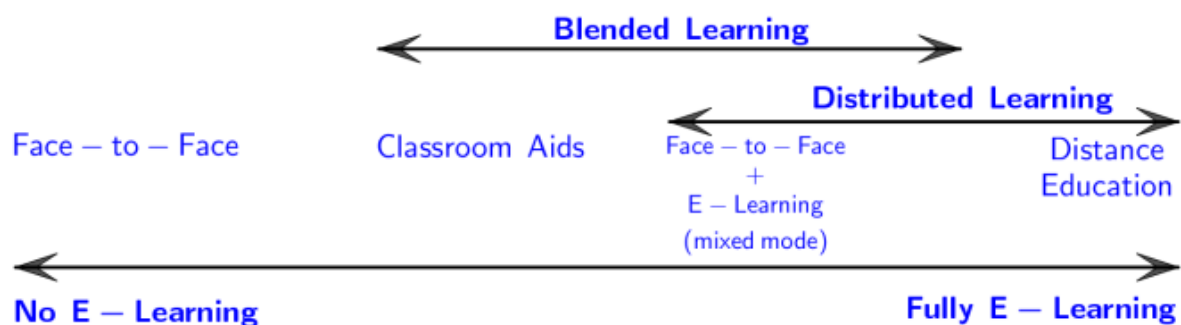 Blended Learning
Distributed Learning
Face – to – Face
Classroom Aids
Face – to – Face
+
E – Learning
(mixed mode)
Distance
Education
No E – Learning
Fully E – Learning